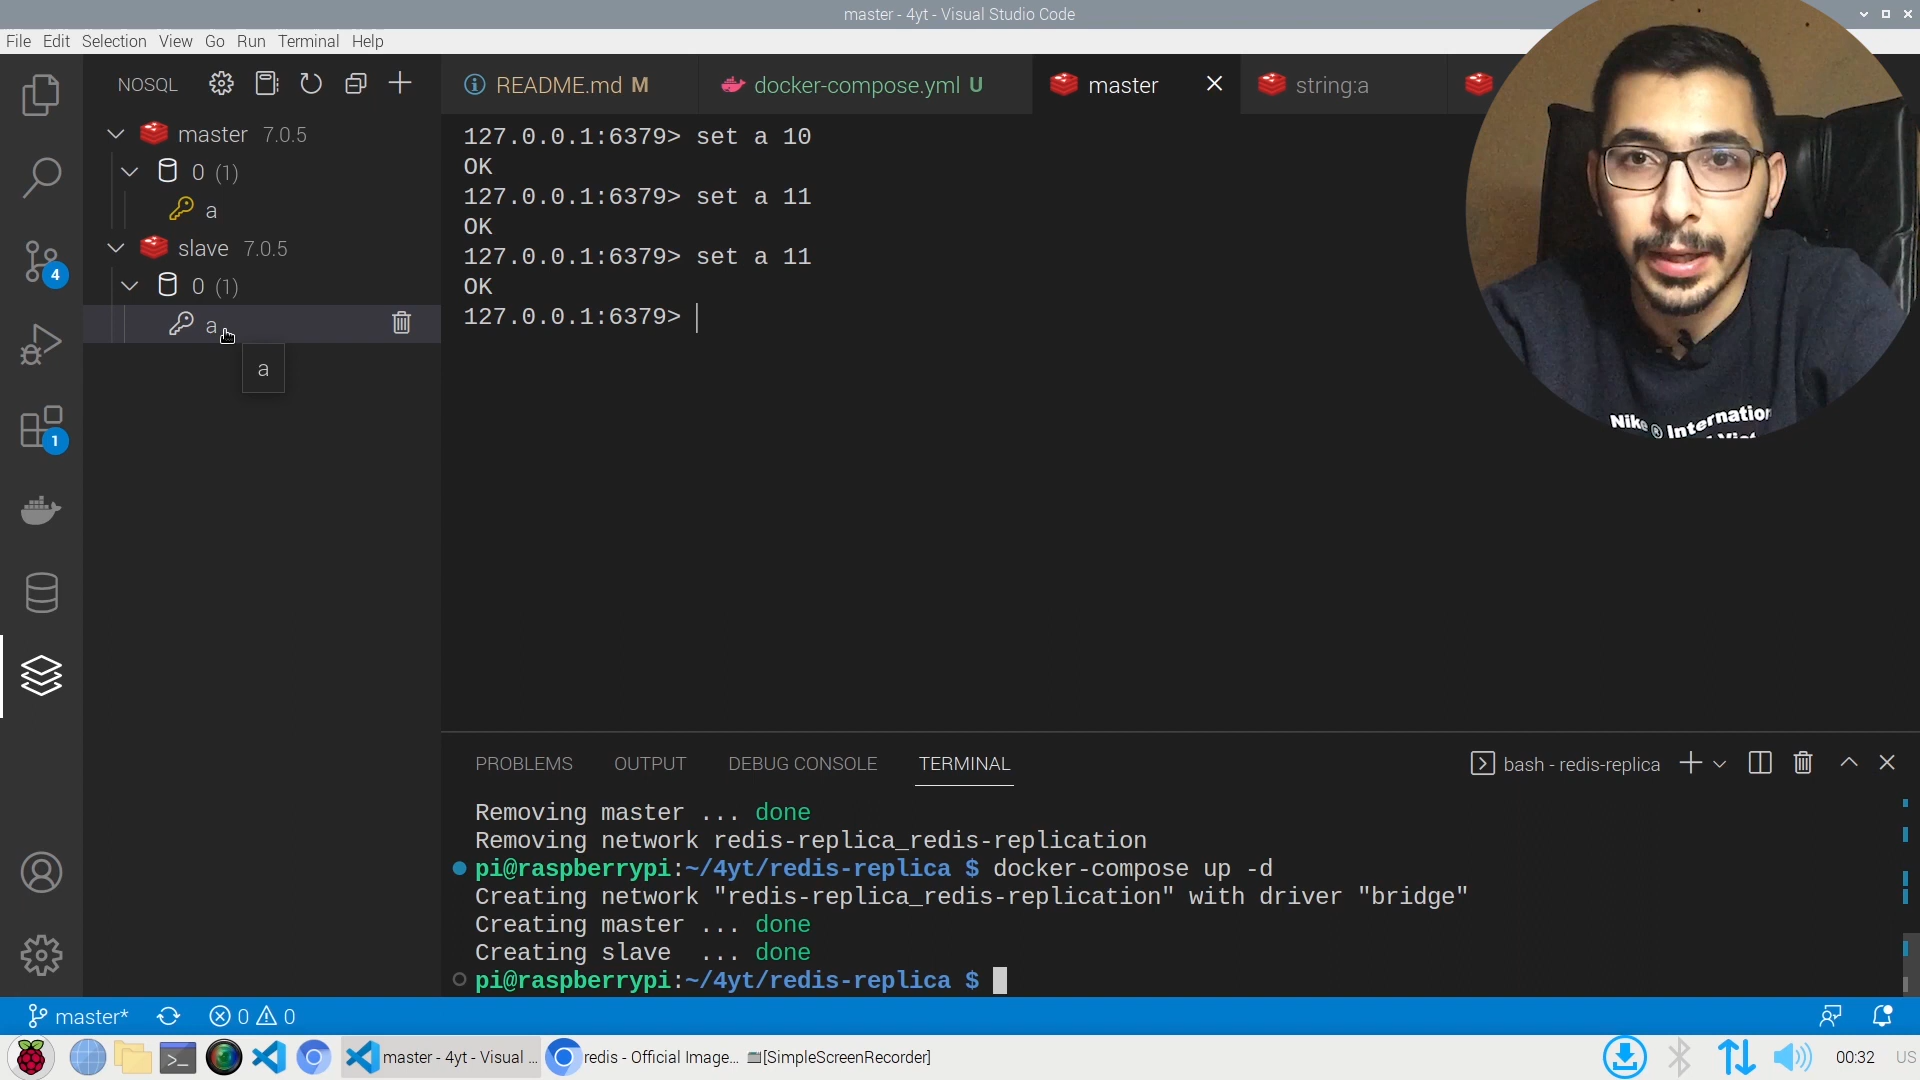 master - 4yt - Visual Studio Code
File Edit Selection View Go Run Terminal Help
NOSQL
README.md M
docker-compose.yml U
master
string:a
master 7.0.5
0 (1)
a
slave 7.0.5
0 (1)
a
a
4
1
127.0.0.1:6379> set a 10
OK
127.0.0.1:6379> set a 11
OK
127.0.0.1:6379> set a 11
OK
127.0.0.1:6379>
Nike ® Internation
PROBLEMS OUTPUT DEBUG CONSOLE TERMINAL
bash - redis-replica
Removing master ... done
Removing network redis-replica_redis-replication
pi@raspberrypi:~/4yt/redis-replica $ docker-compose up -d
Creating network "redis-replica_redis-replication" with driver "bridge"
Creating master ... done
Creating slave  ... done
pi@raspberrypi:~/4yt/redis-replica $
master* 0 0
master - 4yt - Visual ...
redis - Official Image...
[SimpleScreenRecorder]
00:32
US